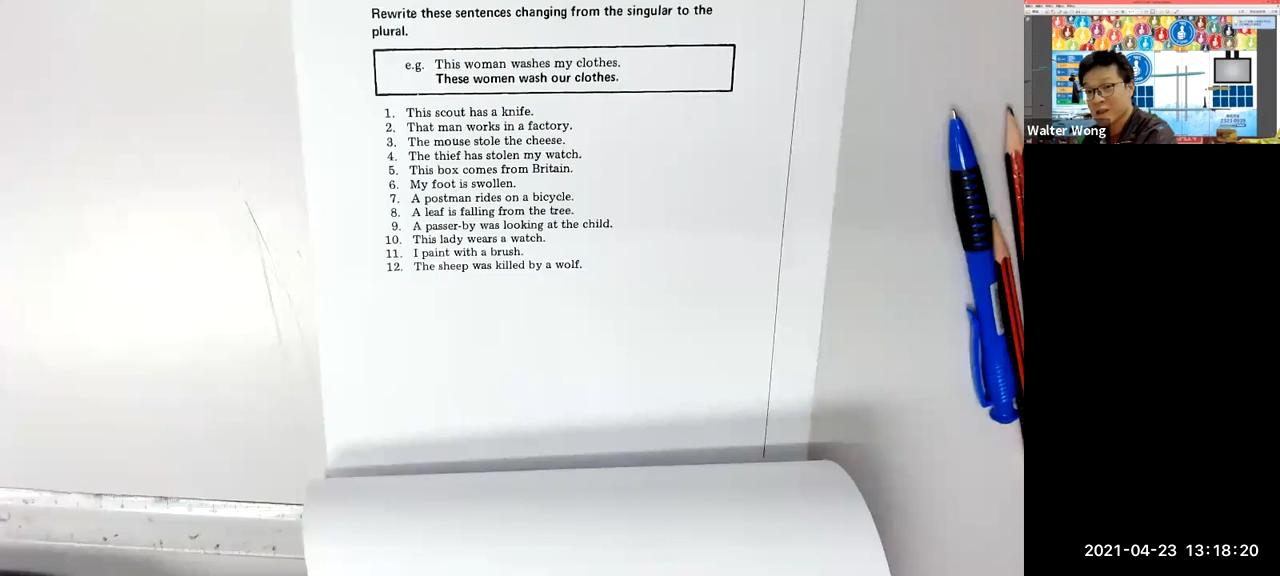 Rewrite these sentences changing from the singular to the
plural.
e.g. This woman washes my clothes.
These women wash our clothes.
1. This scout has a knife.
2. That man works in a factory.
3. The mouse stole the cheese.
4. The thief has stolen my watch.
5. This box comes from Britain.
6. My foot is swollen.
7. A postman rides on a bicycle.
8. A leaf is falling from the tree.
9. A passer-by was looking at the child.
10. This lady wears a watch.
11. I paint with a brush.
12. The sheep was killed by a wolf.
Walter Wong
2021-04-23 13:18:20